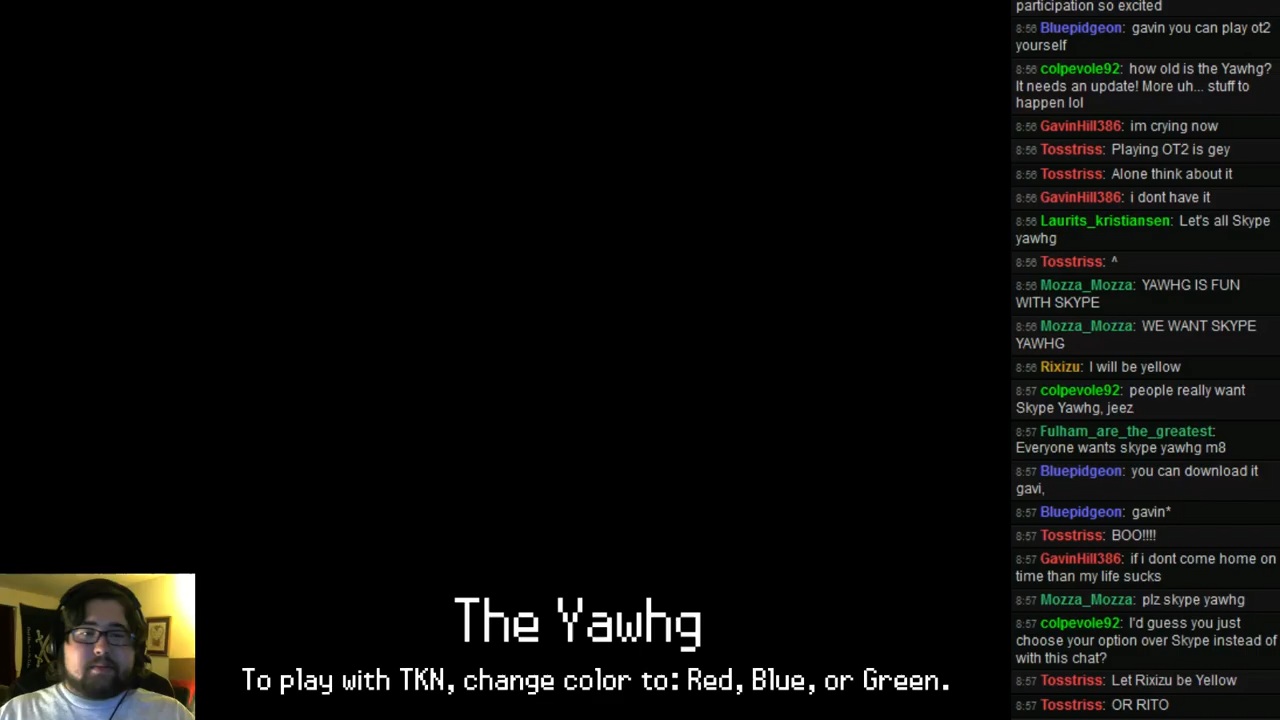 participation so excited
8:56 Bluepidgeon: gavin you can play ot2
yourself
8:56 colpevole92: how old is the Yawhg?
It needs an update! More uh... stuff to
happen lol
8:56 GavinHill386: im crying now
8:56 Tosstriss: Playing OT2 is gey
8:56 Tosstriss: Alone think about it
8:56 GavinHill386: i dont have it
8:56 Laurits_kristiansen: Let's all Skype
yawhg
8:56 Tosstriss: ^
8:56 Mozza_Mozza: YAWHG IS FUN
WITH SKYPE
8:56 Mozza_Mozza: WE WANT SKYPE
YAWHG
8:56 Rixizu: I will be yellow
8:57 colpevole92: people really want
Skype Yawhg, jeez
8:57 Fulham_are_the_greatest:
Everyone wants skype yawhg m8
8:57 Bluepidgeon: you can download it
gavi,
8:57 Bluepidgeon: gavin*
8:57 Tosstriss: BOO!!!!
8:57 GavinHill386: if i dont come home on
time than my life sucks
8:57 Mozza_Mozza: plz skype yawhg
8:57 colpevole92: I'd guess you just
choose your option over Skype instead of
with this chat?
8:57 Tosstriss: Let Rixizu be Yellow
8:57 Tosstriss: OR RITO
The Yawhg
To play with TKN, change color to: Red, Blue, or Green.